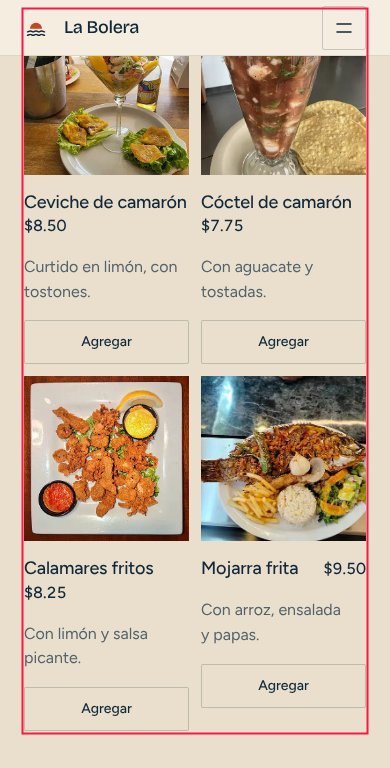 La Bolera
Ceviche de camarón
$8.50
Curtido en limón, con
tostones.
Agregar
Cóctel de camarón
$7.75
Con aguacate y
tostadas.
Agregar
Calamares fritos
$8.25
Con limón y salsa
picante.
Agregar
Mojarra frita $9.50
Con arroz, ensalada
y papas.
Agregar